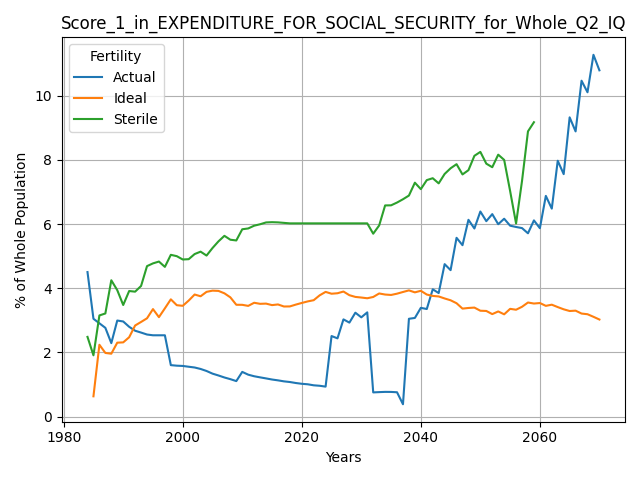 Score_1_in_EXPENDITURE_FOR_SOCIAL_SECURITY_for_Whole_Q2_IQ
Fertility
Actual
Ideal
Sterile
% of Whole Population
10
8
6
4
2
0
1980 2000 2020 2040 2060
Years